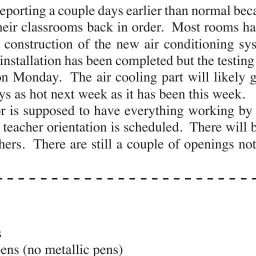 eporting a couple days earlier than normal beca
heir classrooms back in order.  Most rooms ha
construction of the new air conditioning sys
installation has been completed but the testing
on Monday.  The air cooling part will likely g
ys as hot next week as it has been this week.
or is supposed to have everything working by
teacher orientation is scheduled.  There will b
hers.  There are still a couple of openings not
s
ens (no metallic pens)